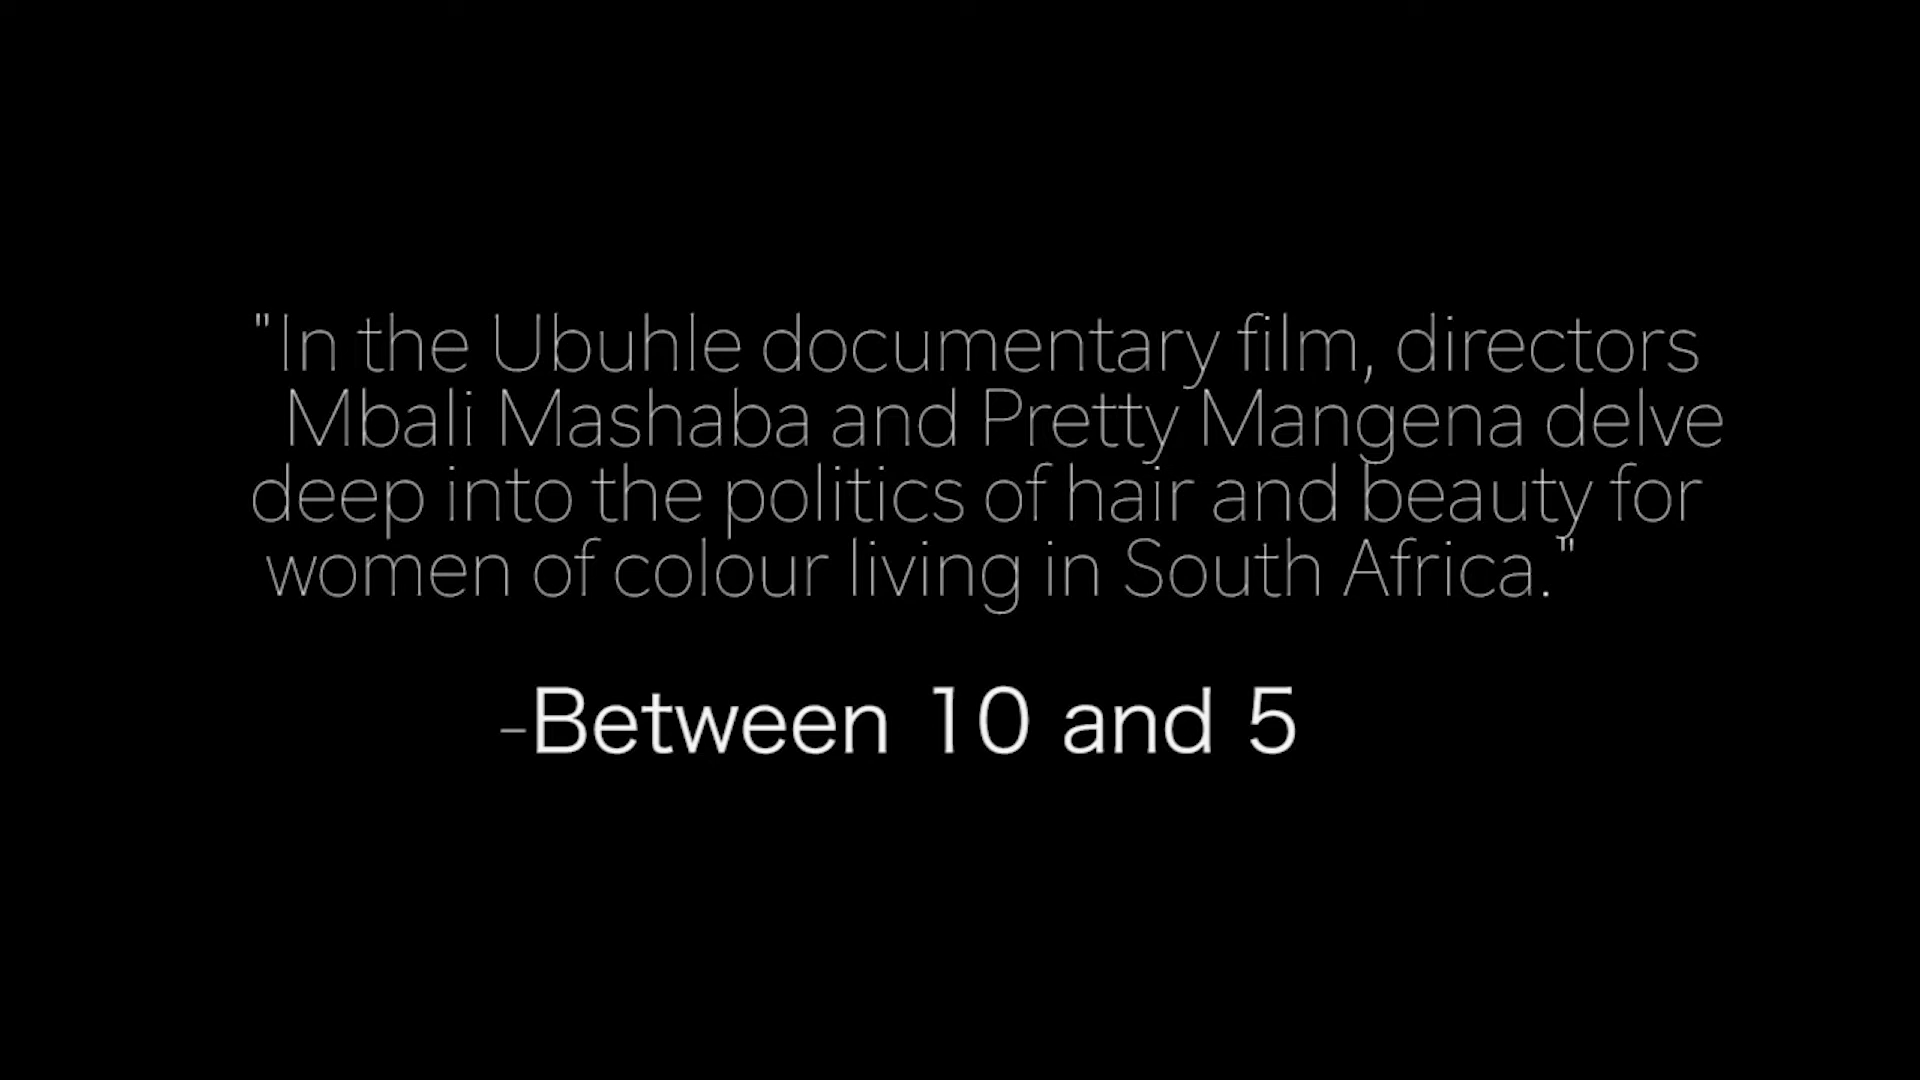 "In the Ubuhle documentary film, directors
Mbali Mashaba and Pretty Mangena delve
deep into the politics of hair and beauty for
women of colour living in South Africa."
-Between 10 and 5